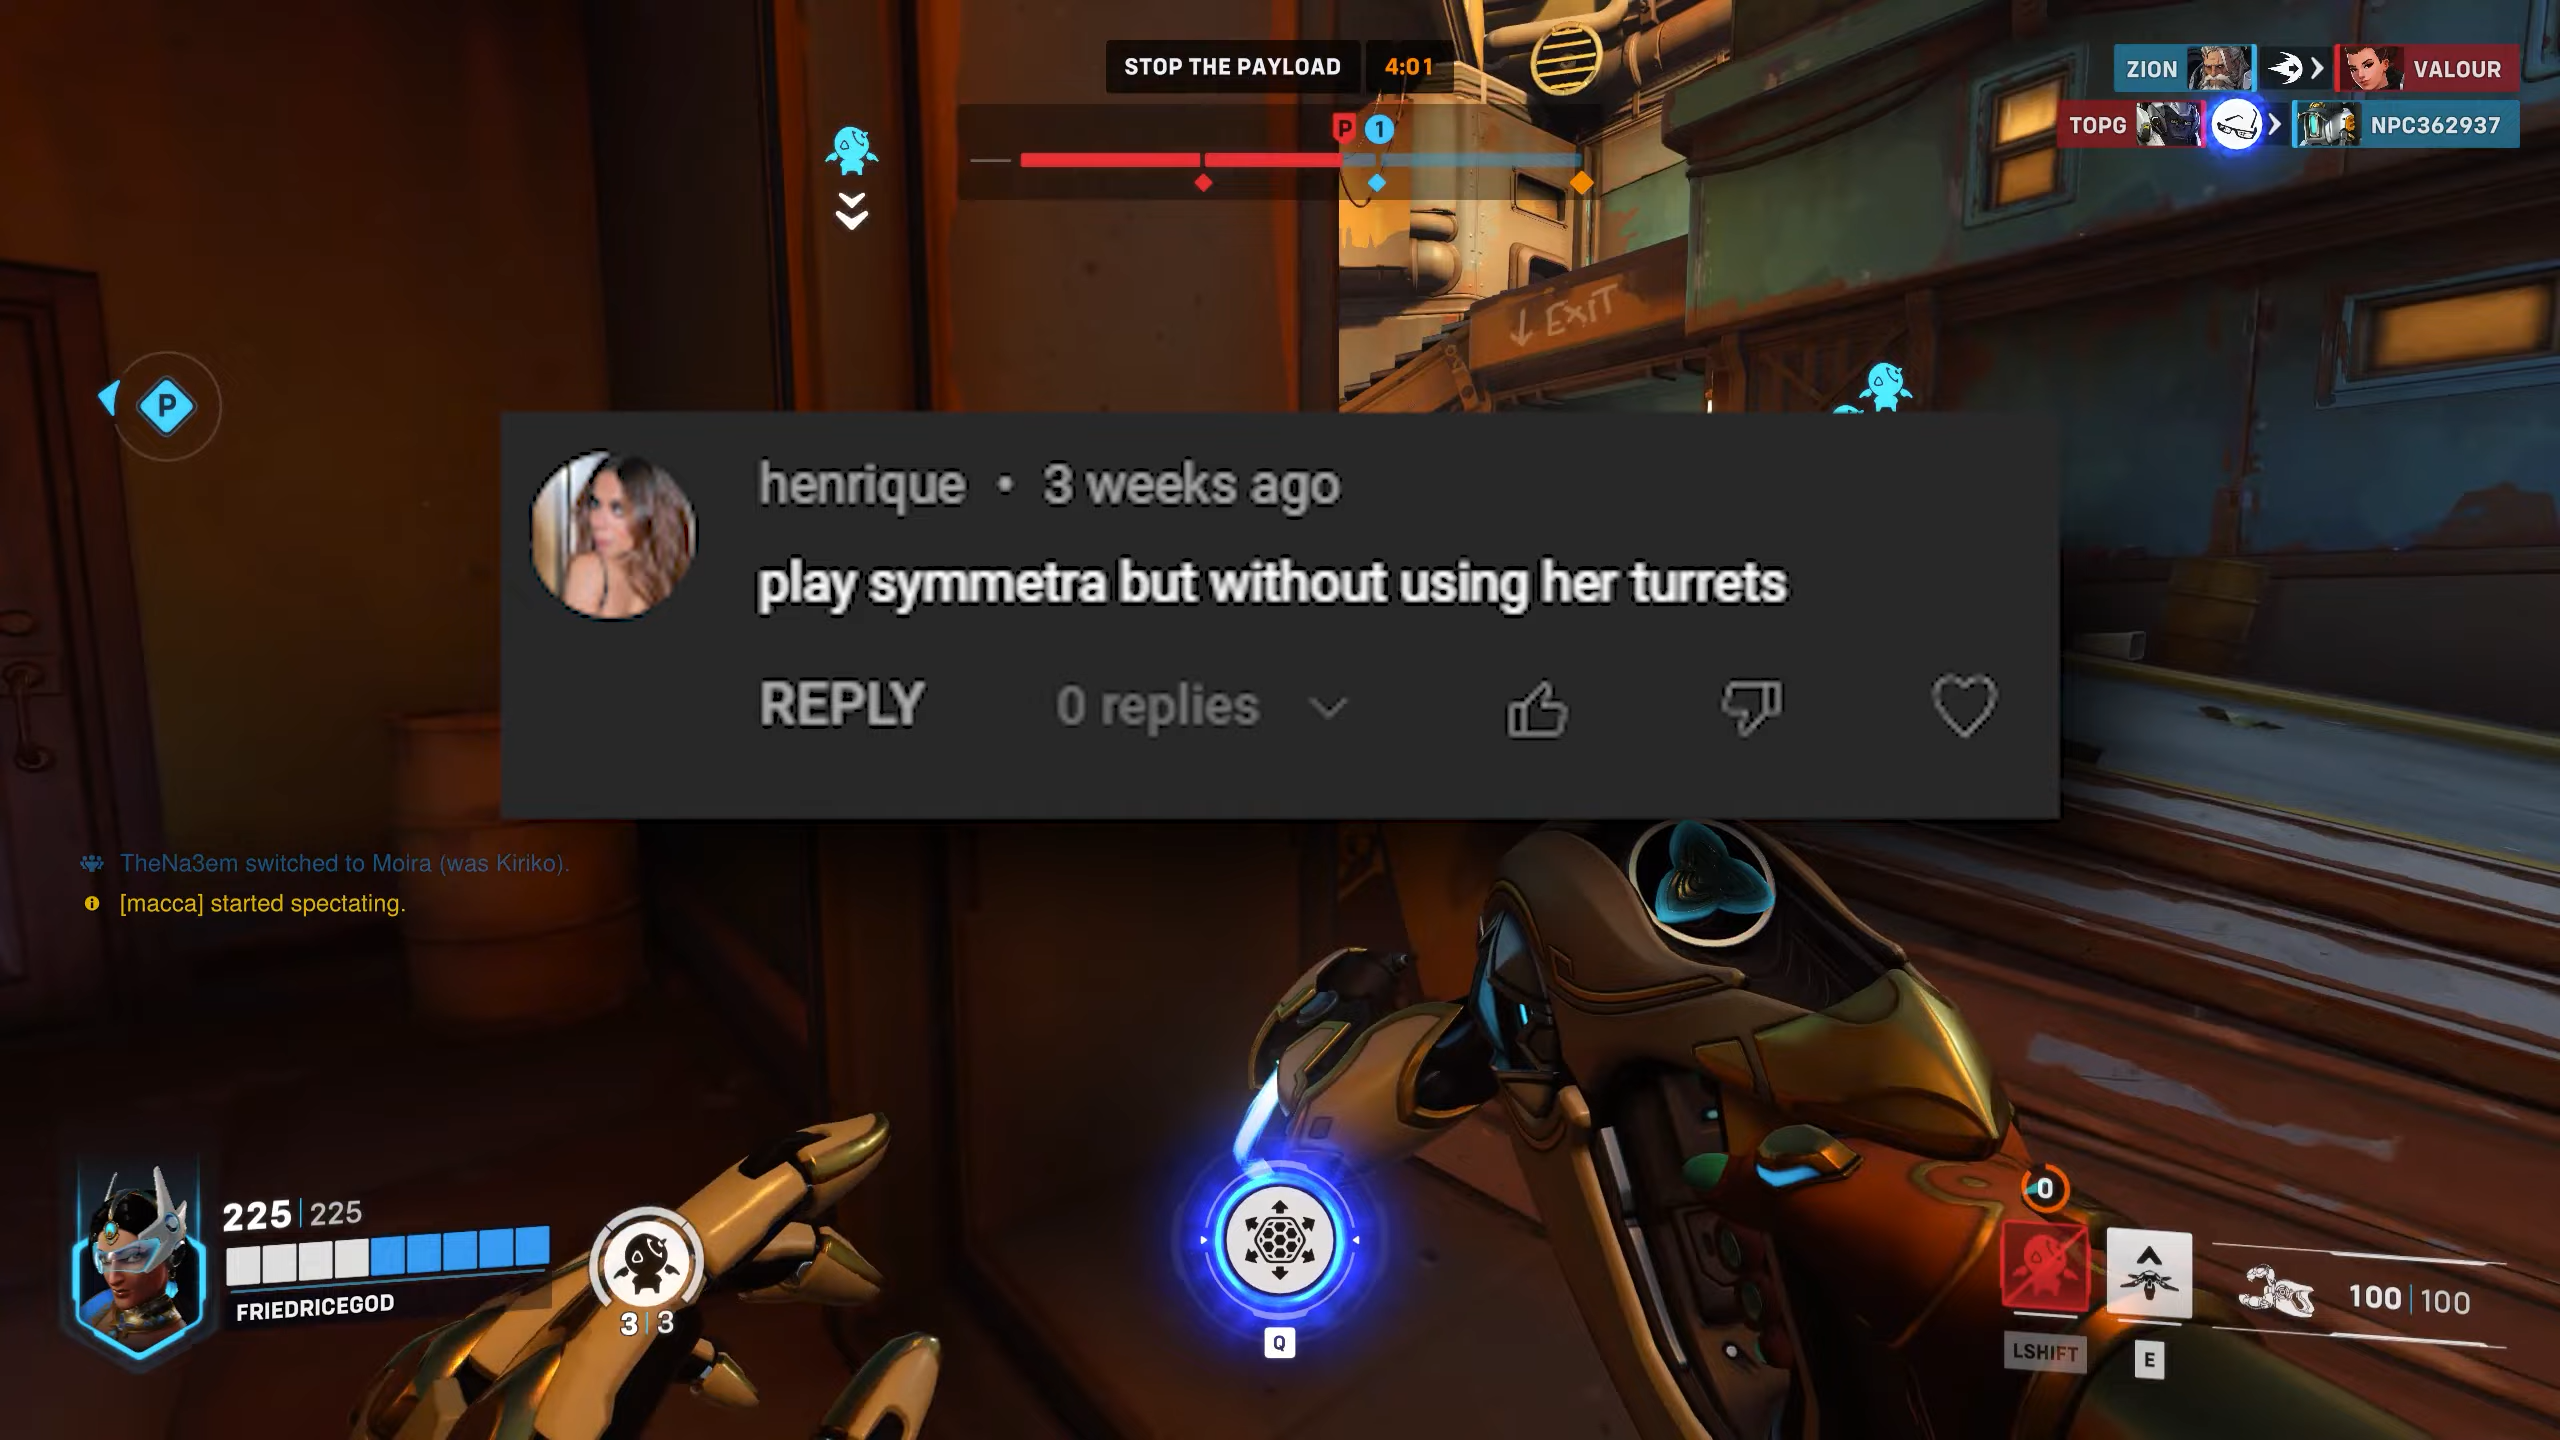 STOP THE PAYLOAD 4:01
P 1
ZION VALOUR
TOPG NPC362937
↓ EXIT
P
henrique • 3 weeks ago
play symmetra but without using her turrets
REPLY 0 replies
TheNa3em switched to Moira (was Kiriko).
[macca] started spectating.
225 | 225
FRIEDRICEGOD
3 | 3
Q
0
LSHIFT
E
100 | 100